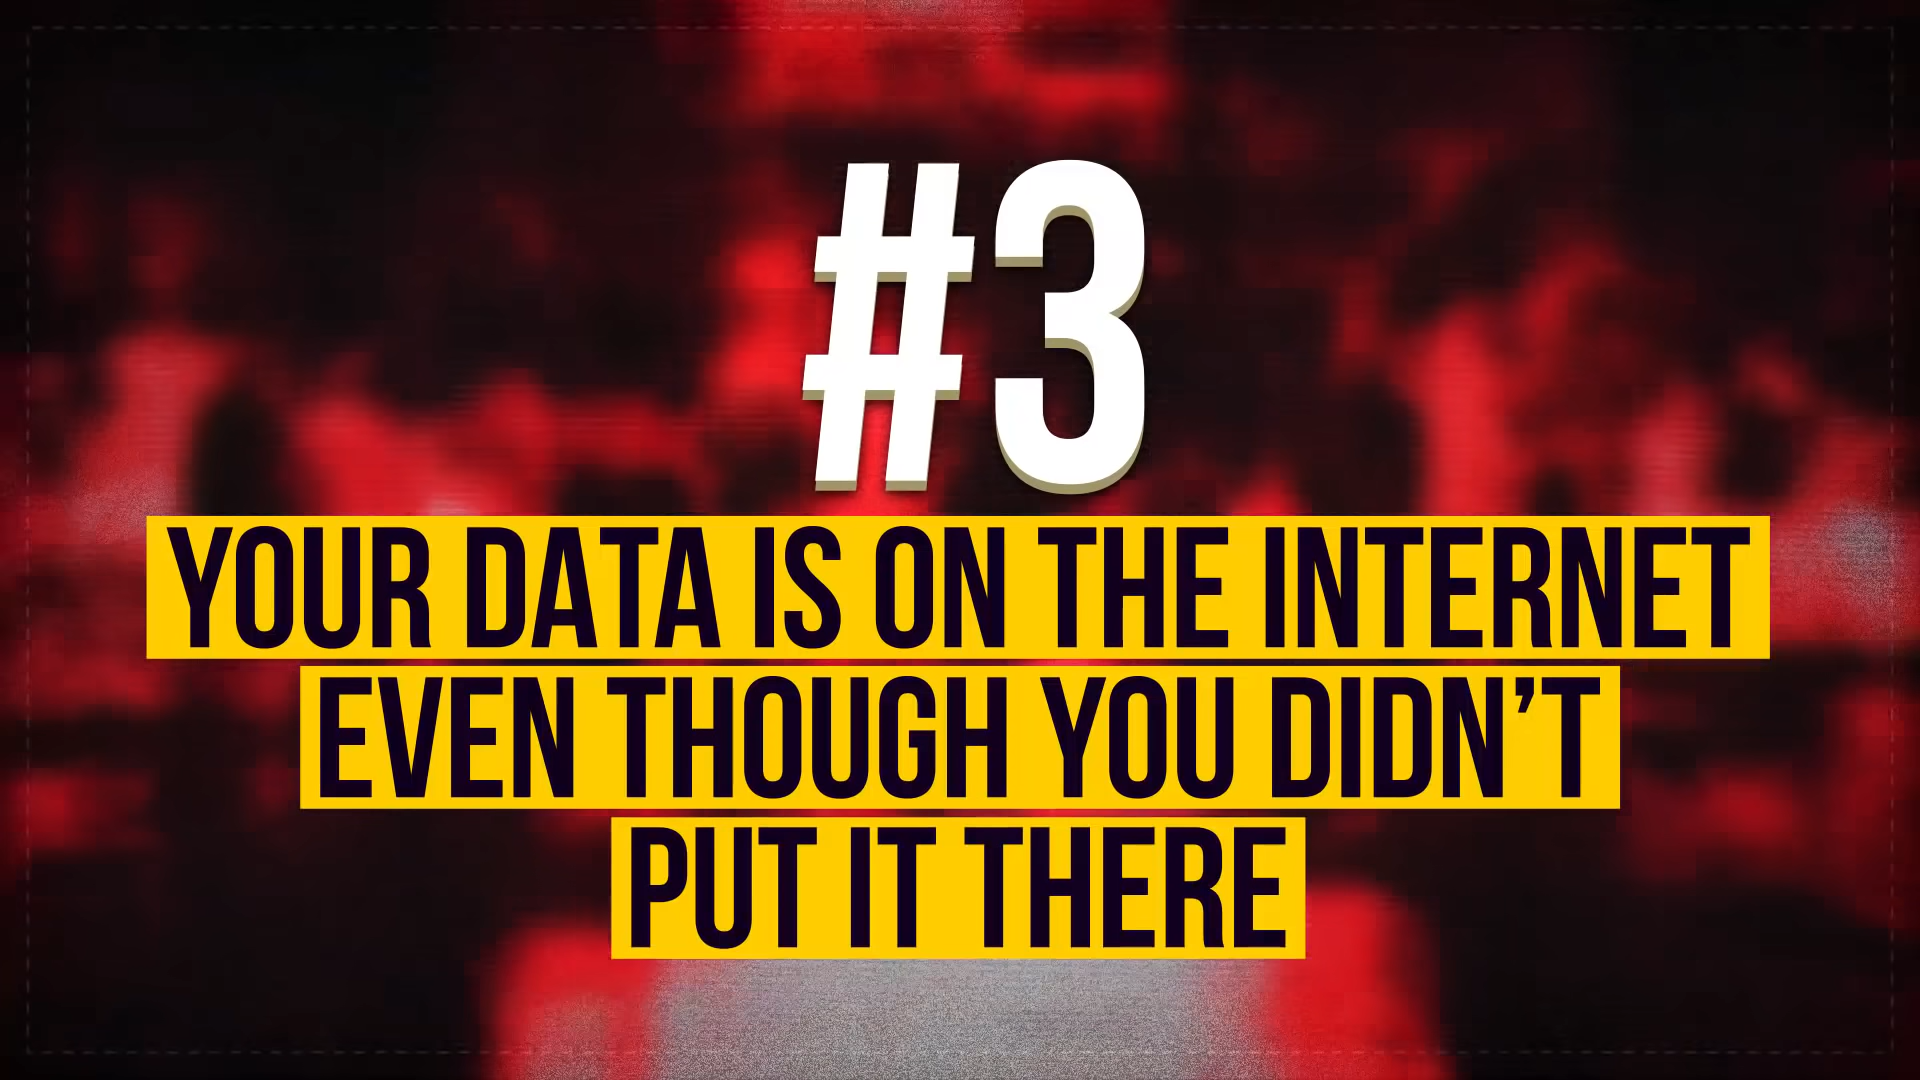 #3
YOUR DATA IS ON THE INTERNET
EVEN THOUGH YOU DIDN’T
PUT IT THERE